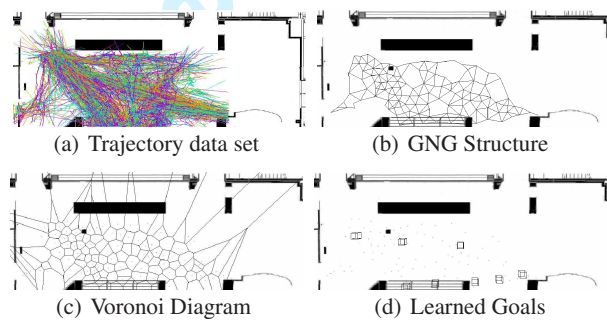 (a) Trajectory data set
(b) GNG Structure
(c) Voronoi Diagram
(d) Learned Goals